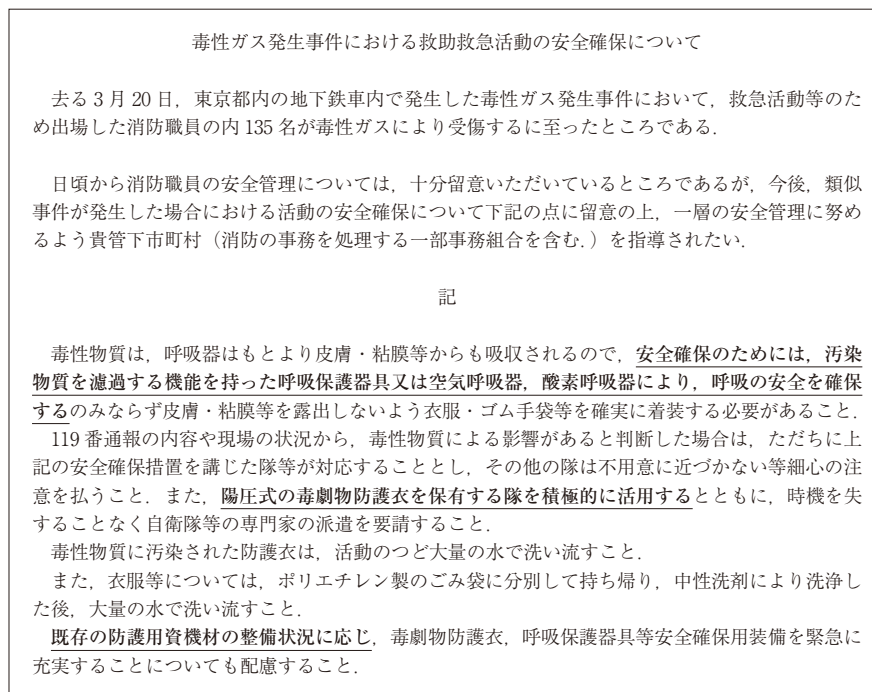 毒性ガス発生事件における救助救急活動の安全確保について
去る 3 月 20 日，東京都内の地下鉄車内で発生した毒性ガス発生事件において，救急活動等のた
め出場した消防職員の内 135 名が毒性ガスにより受傷するに至ったところである．
日頃から消防職員の安全管理については，十分留意いただいているところであるが，今後，類似
事件が発生した場合における活動の安全確保について下記の点に留意の上，一層の安全管理に努め
るよう貴管下市町村（消防の事務を処理する一部事務組合を含む．）を指導されたい．
記
毒性物質は，呼吸器はもとより皮膚・粘膜等からも吸収されるので，安全確保のためには，汚染
物質を濾過する機能を持った呼吸保護器具又は空気呼吸器，酸素呼吸器により，呼吸の安全を確保
するのみならず皮膚・粘膜等を露出しないよう衣服・ゴム手袋等を確実に着装する必要があること．
119 番通報の内容や現場の状況から，毒性物質による影響があると判断した場合は，ただちに上
記の安全確保措置を講じた隊等が対応することとし，その他の隊は不用意に近づかない等細心の注
意を払うこと．また，陽圧式の毒劇物防護衣を保有する隊を積極的に活用するとともに，時機を失
することなく自衛隊等の専門家の派遣を要請すること．
毒性物質に汚染された防護衣は，活動のつど大量の水で洗い流すこと．
また，衣服等については，ポリエチレン製のごみ袋に分別して持ち帰り，中性洗剤により洗浄し
た後，大量の水で洗い流すこと．
既存の防護用資機材の整備状況に応じ，毒劇物防護衣，呼吸保護器具等安全確保用装備を緊急に
充実することについても配慮すること．